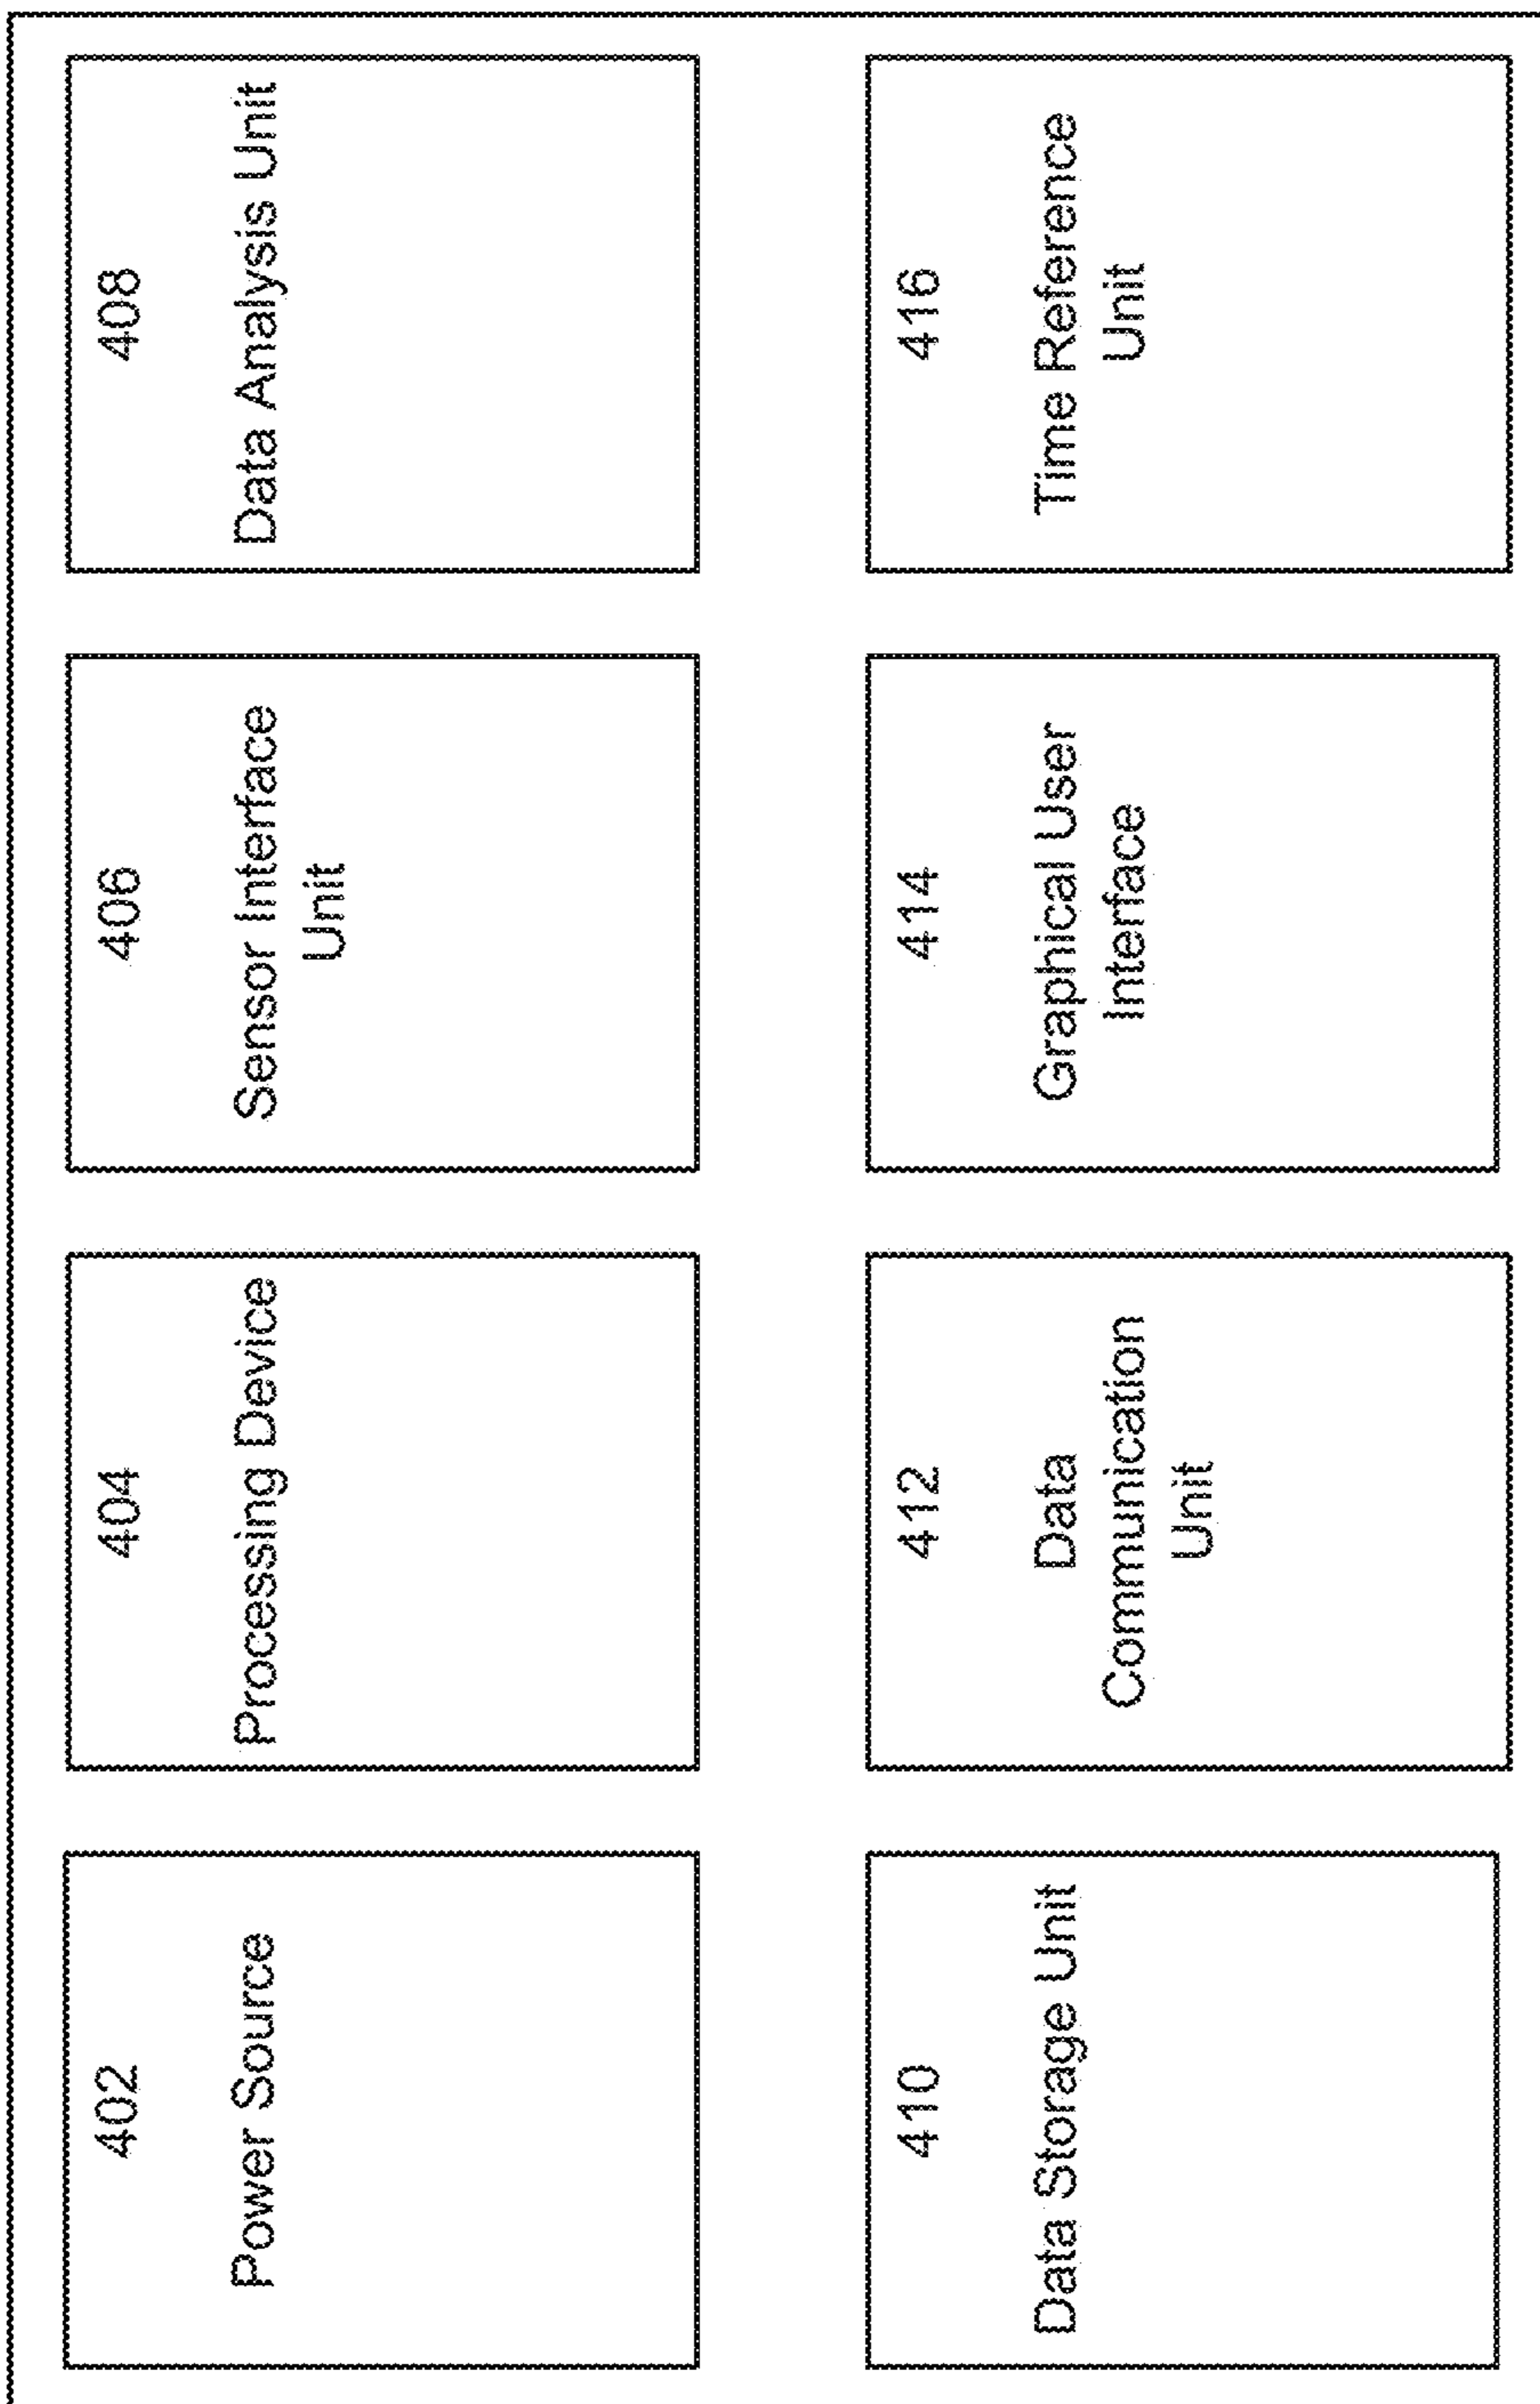 402
Power Source
404
Processing Device
406
Sensor Interface
Unit
408
Data Analysis Unit
410
Data Storage Unit
412
Data
Communication
Unit
414
Graphical User
Interface
416
Time Reference
Unit